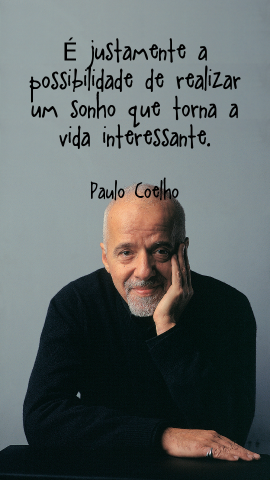 É justamente a
possibilidade de realizar
um sonho que torna a
vida interessante.
Paulo Coelho